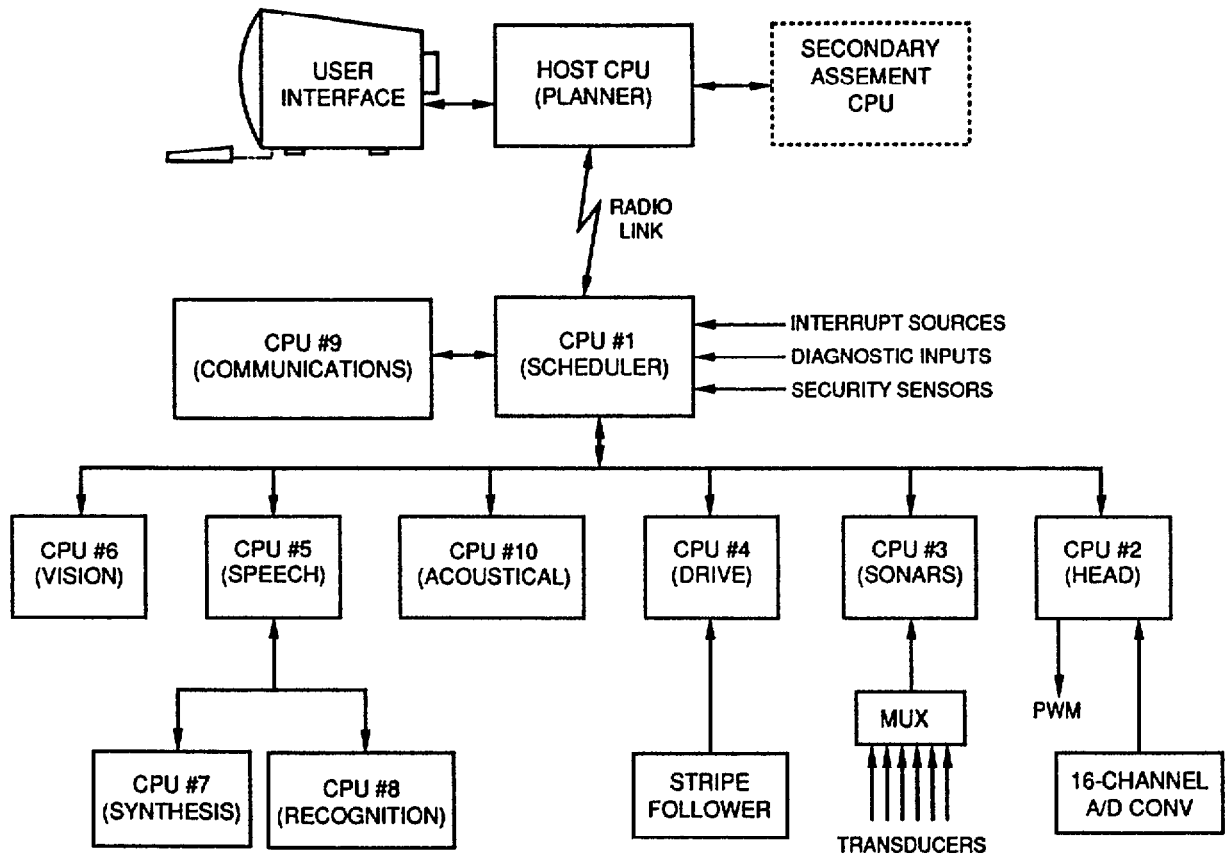 USER
INTERFACE
HOST CPU
(PLANNER)
SECONDARY
ASSEMENT
CPU
RADIO
LINK
CPU #9
(COMMUNICATIONS)
CPU #1
(SCHEDULER)
INTERRUPT SOURCES
DIAGNOSTIC INPUTS
SECURITY SENSORS
CPU #6
(VISION)
CPU #5
(SPEECH)
CPU #10
(ACOUSTICAL)
CPU #4
(DRIVE)
CPU #3
(SONARS)
CPU #2
(HEAD)
CPU #7
(SYNTHESIS)
CPU #8
(RECOGNITION)
STRIPE
FOLLOWER
MUX
TRANSDUCERS
PWM
16-CHANNEL
A/D CONV